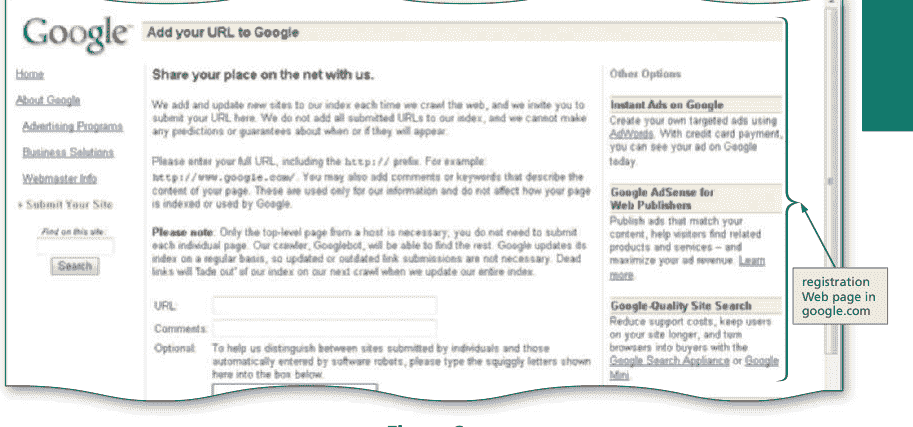 Google™
Add your URL to Google
Home
About Google
Advertising Programs
Business Solutions
Webmaster Info
Submit Your Site
Find on this site:
Search
Share your place on the net with us.
We add and update new sites to our index each time we crawl the web, and we invite you to
submit your URL here. We do not add all submitted URLs to our index, and we cannot make
any predictions or guarantees about when or if they will appear.
Please enter your full URL, including the http:// prefix. For example:
http://www.google.com/. You may also add comments or keywords that describe the
content of your page. These are used only for our information and do not affect how your page
is indexed or used by Google.
Please note: Only the top-level page from a host is necessary; you do not need to submit
each individual page. Our crawler, Googlebot, will be able to find the rest. Google updates its
index on a regular basis, so updated or outdated link submissions are not necessary. Dead
links will 'fade out' of our index on our next crawl when we update our entire index.
URL:
Comments:
Optional: To help us distinguish between sites submitted by individuals and those
automatically entered by software robots, please type the squiggly letters shown
here into the box below.
Other Options
Instant Ads on Google
Create your own targeted ads using
AdWords. With credit card payment,
you can see your ad on Google
today.
Google AdSense for
Web Publishers
Publish ads that match your
content, help visitors find related
products and services – and
maximize your ad revenue. Learn
more.
Google-Quality Site Search
Reduce support costs, keep users
on your site longer, and turn
browsers into buyers with the
Google Search Appliance or Google
Mini.
registration
Web page in
google.com